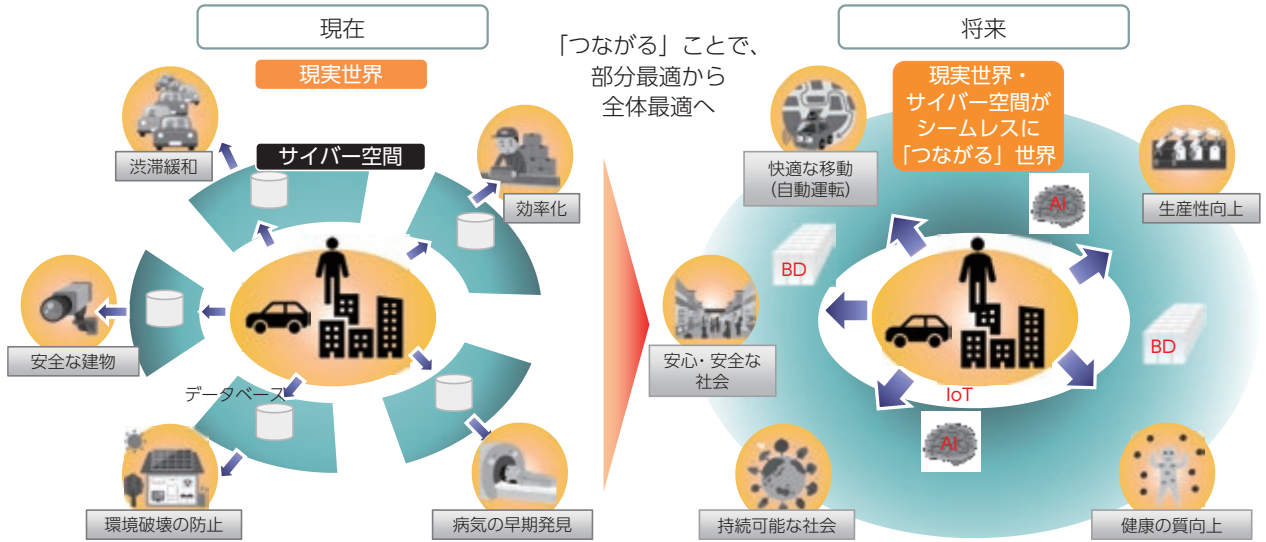 現在
現実世界
サイバー空間
渋滞緩和
効率化
安全な建物
データベース
環境破壊の防止
病気の早期発見
「つながる」ことで、
部分最適から
全体最適へ
将来
現実世界・
サイバー空間が
シームレスに
「つながる」世界
快適な移動
（自動運転）
AI
生産性向上
BD
安心・安全な
社会
BD
IoT
AI
持続可能な社会
健康の質向上